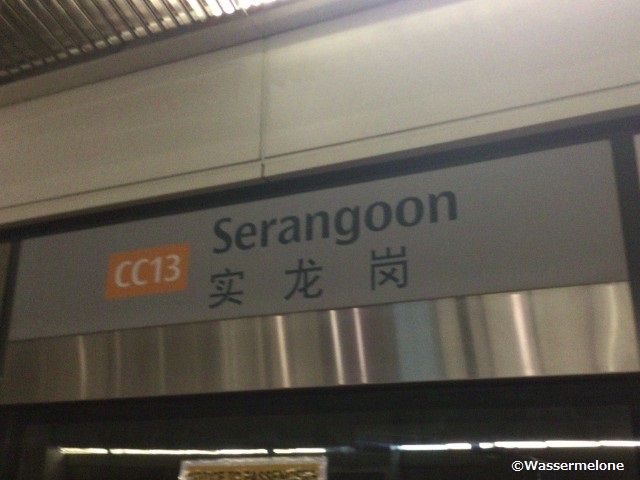 Serangoon
CC13
实龙岗
©Wassermelone